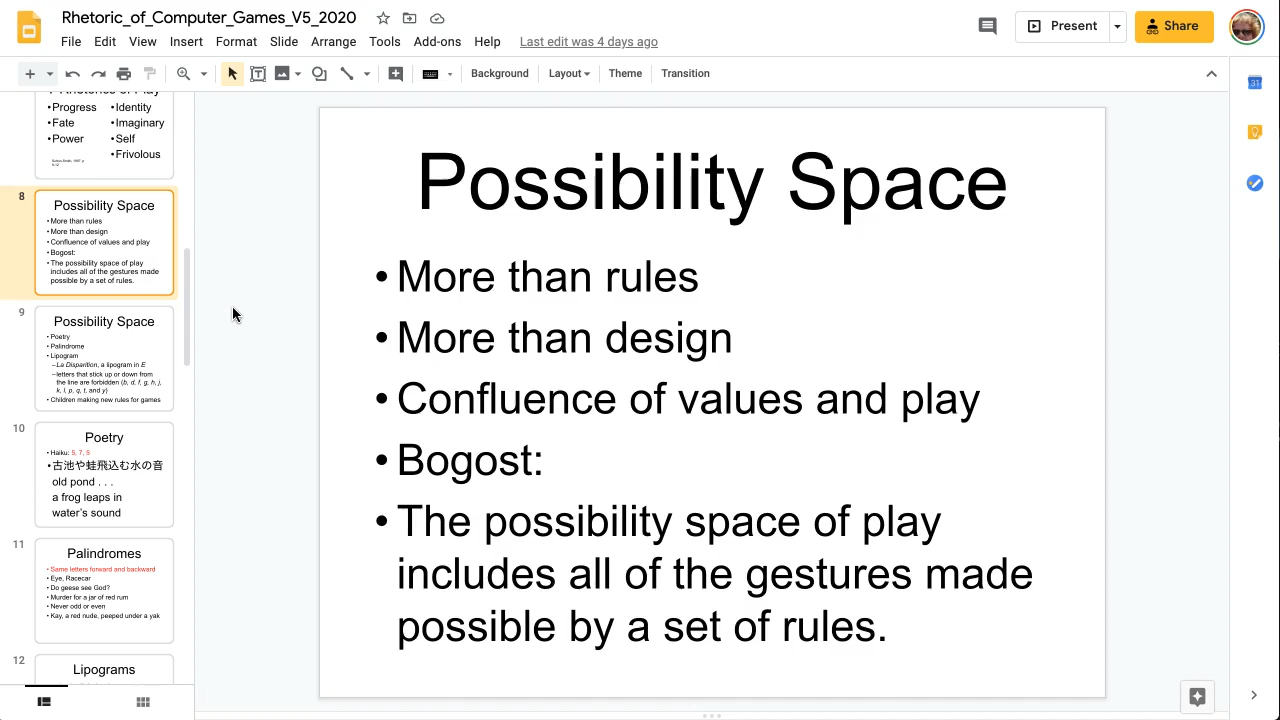 Rhetoric_of_Computer_Games_V5_2020
File Edit View Insert Format Slide Arrange Tools Add-ons Help Last edit was 4 days ago
Present
Share
Background Layout Theme Transition
31
•Progress
•Fate
•Power
•Identity
•Imaginary
•Self
•Frivolous
8
Possibility Space
• More than rules
• More than design
• Confluence of values and play
• Bogost:
• The possibility space of play
includes all of the gestures made
possible by a set of rules.
9
Possibility Space
• Poetry
• Palindrome
• Lipogram
–La Disparition, a lipogram in E
–letters that stick up or down from
the line are forbidden (b, d, f, g, h, j,
k, l, p, q, t, and y)
• Children making new rules for games
10
Poetry
• Haiku: 5, 7, 5
•古池や蛙飛込む水の音
old pond . . .
a frog leaps in
water's sound
11
Palindromes
• Same letters forward and backward
• Eye, Racecar
• Do geese see God?
• Murder for a jar of red rum
• Never odd or even
• Kay, a red nude, peeped under a yak
12
Lipograms
Possibility Space
• More than rules
• More than design
• Confluence of values and play
• Bogost:
• The possibility space of play
includes all of the gestures made
possible by a set of rules.